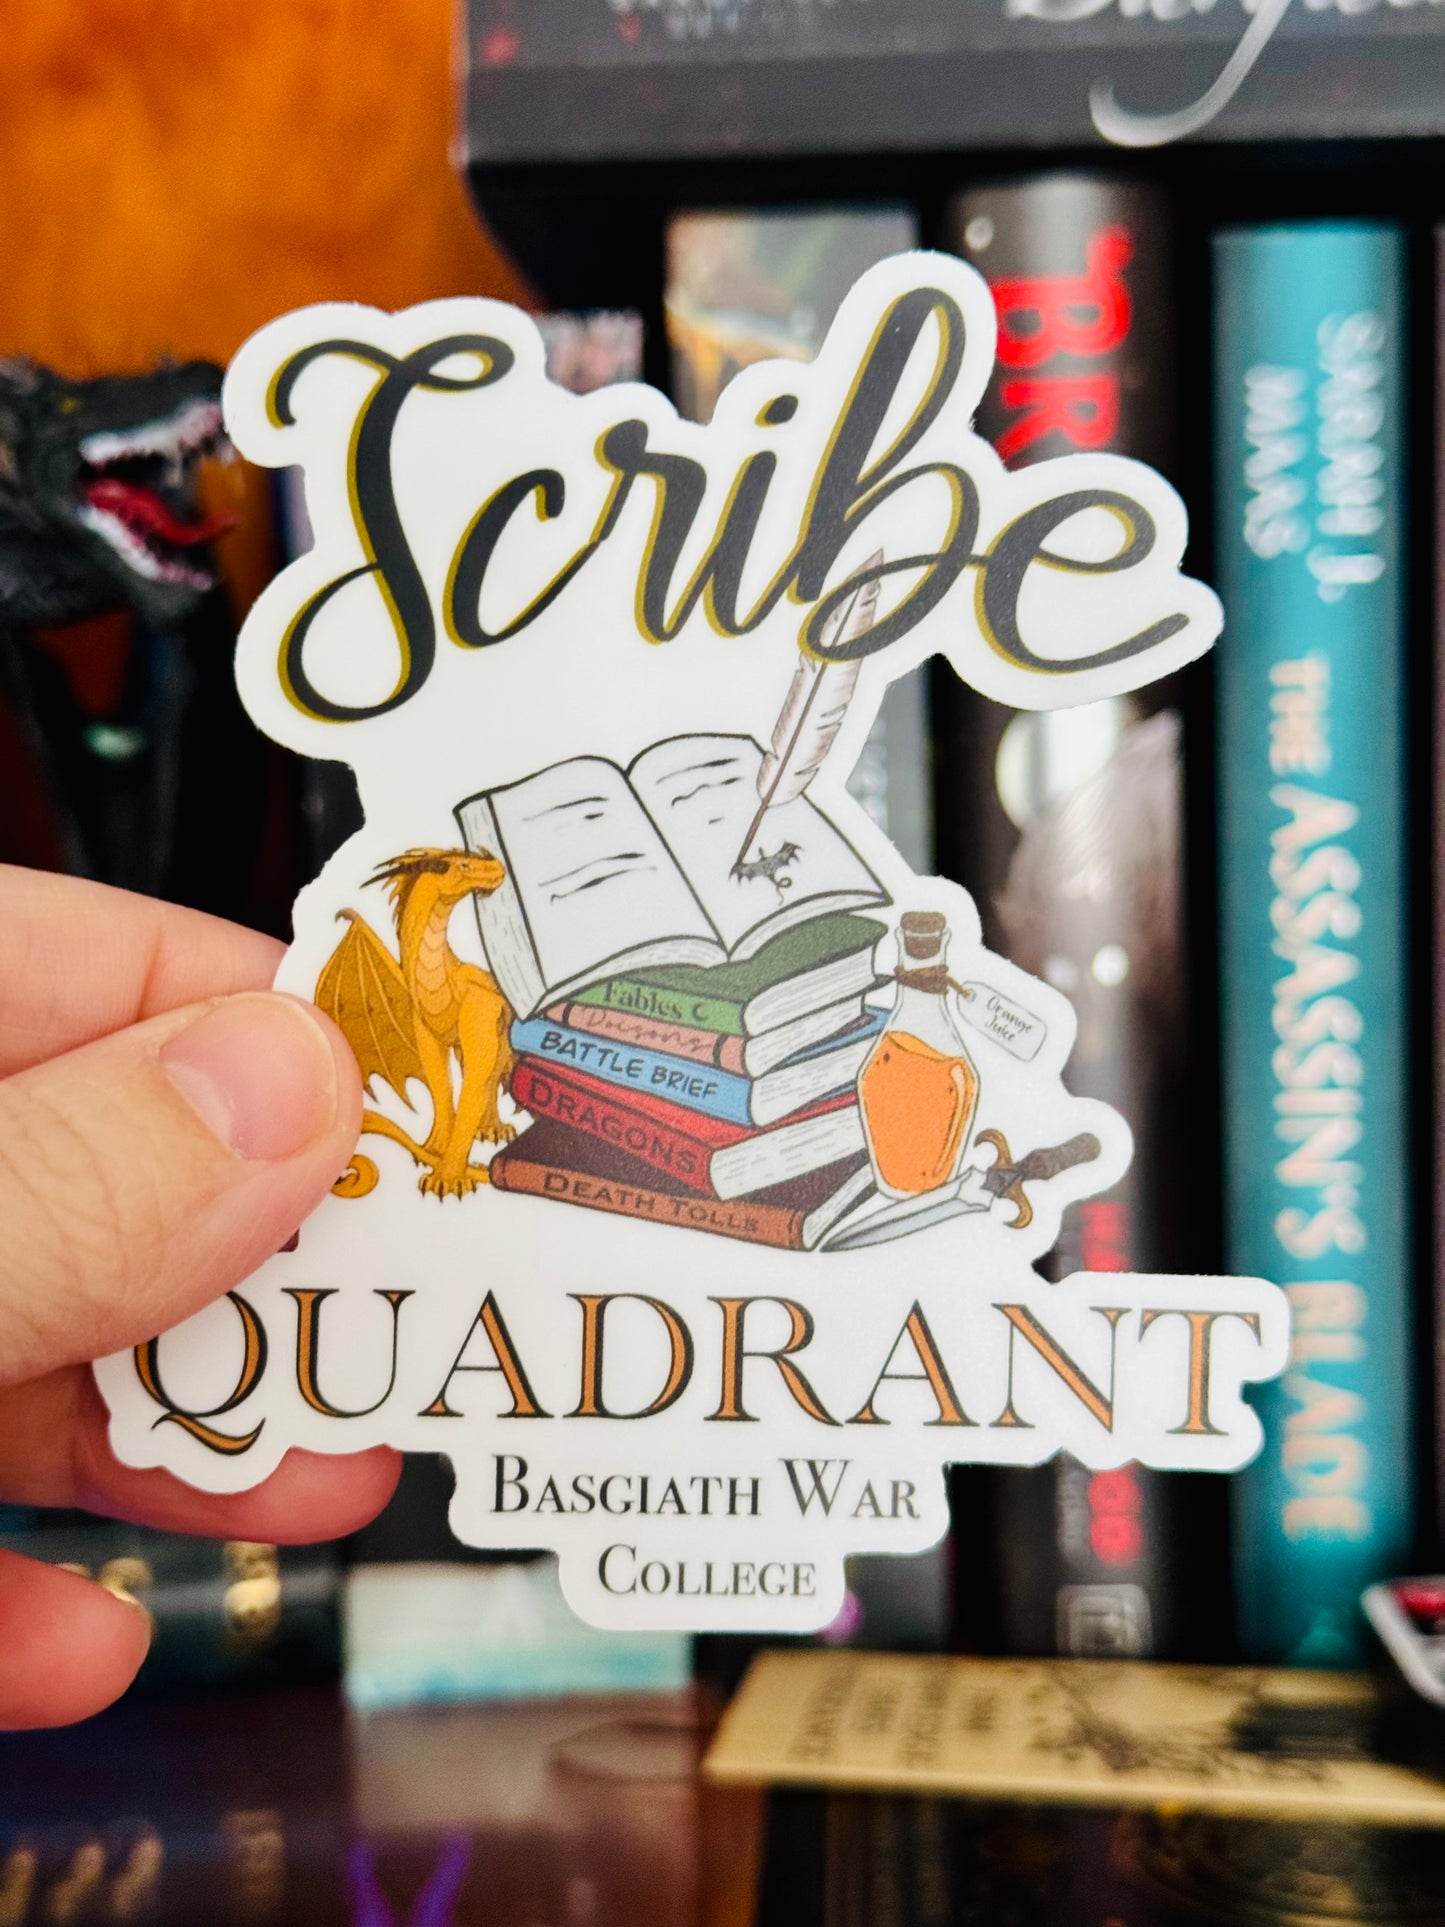 Scribe
Fables &
Poisons
BATTLE BRIEF
DRAGONS
DEATH TOLLS
Orange
Juice
QUADRANT
BASGIATH WAR
COLLEGE
BR
SARAH J.
MAAS
THE ASSASSIN'S BLADE